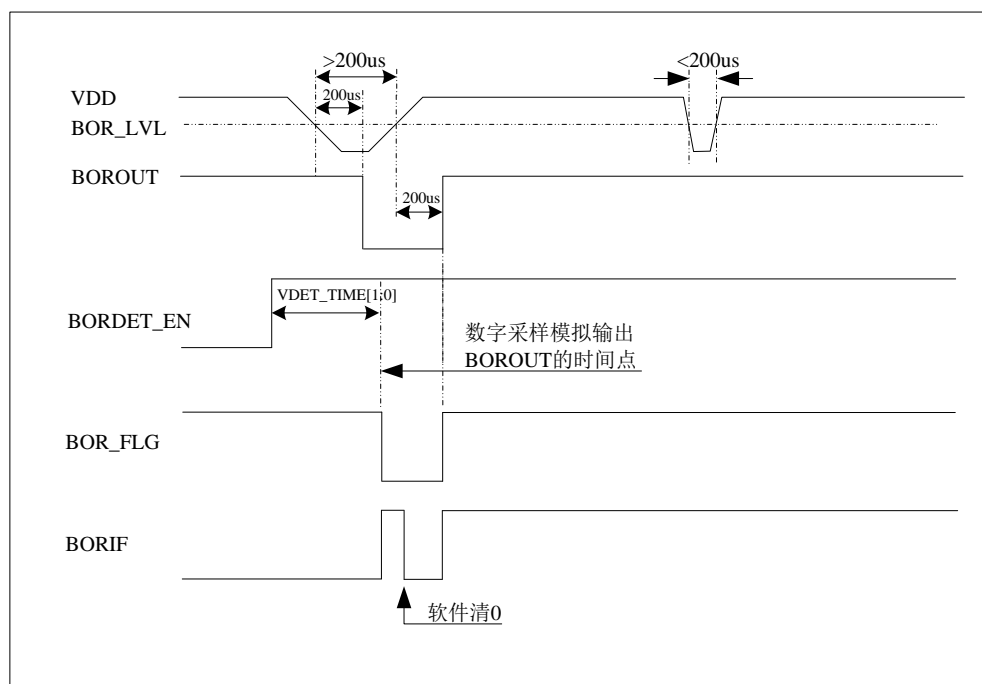 >200us
<200us
200us
VDD
BOR_LVL
BOROUT
200us
VDET_TIME[1;0]
BORDET_EN
数字采样模拟输出
BOROUT的时间点
BOR_FLG
BORIF
软件清0